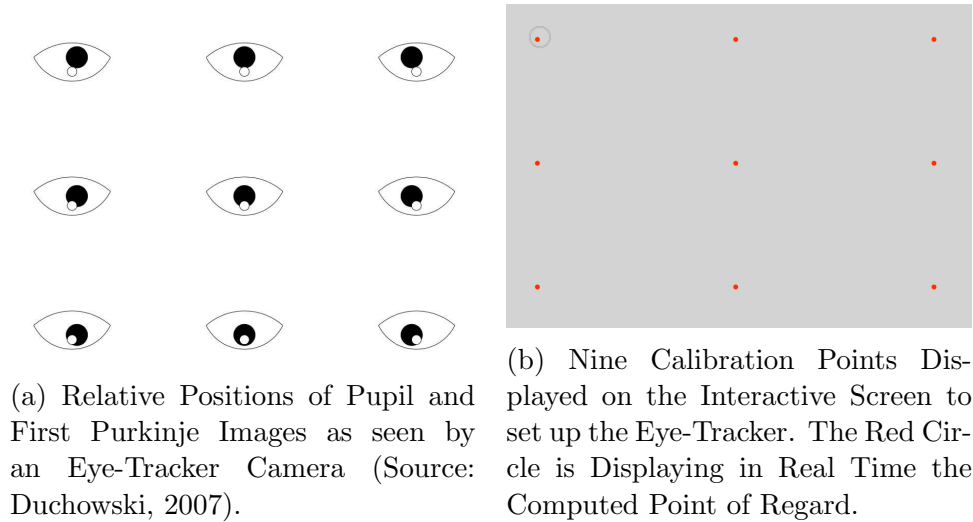 (a) Relative Positions of Pupil and
First Purkinje Images as seen by
an Eye-Tracker Camera (Source:
Duchowski, 2007).
(b) Nine Calibration Points Dis-
played on the Interactive Screen to
set up the Eye-Tracker. The Red Cir-
cle is Displaying in Real Time the
Computed Point of Regard.